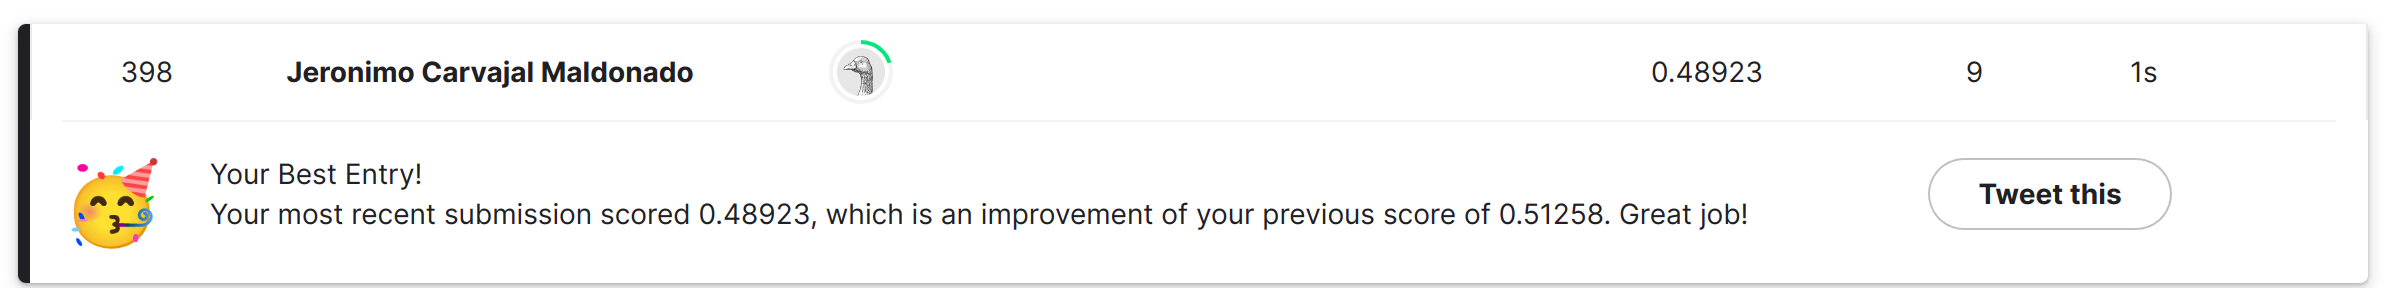 398 Jeronimo Carvajal Maldonado 0.48923 9 1s
Your Best Entry!
Your most recent submission scored 0.48923, which is an improvement of your previous score of 0.51258. Great job!
Tweet this